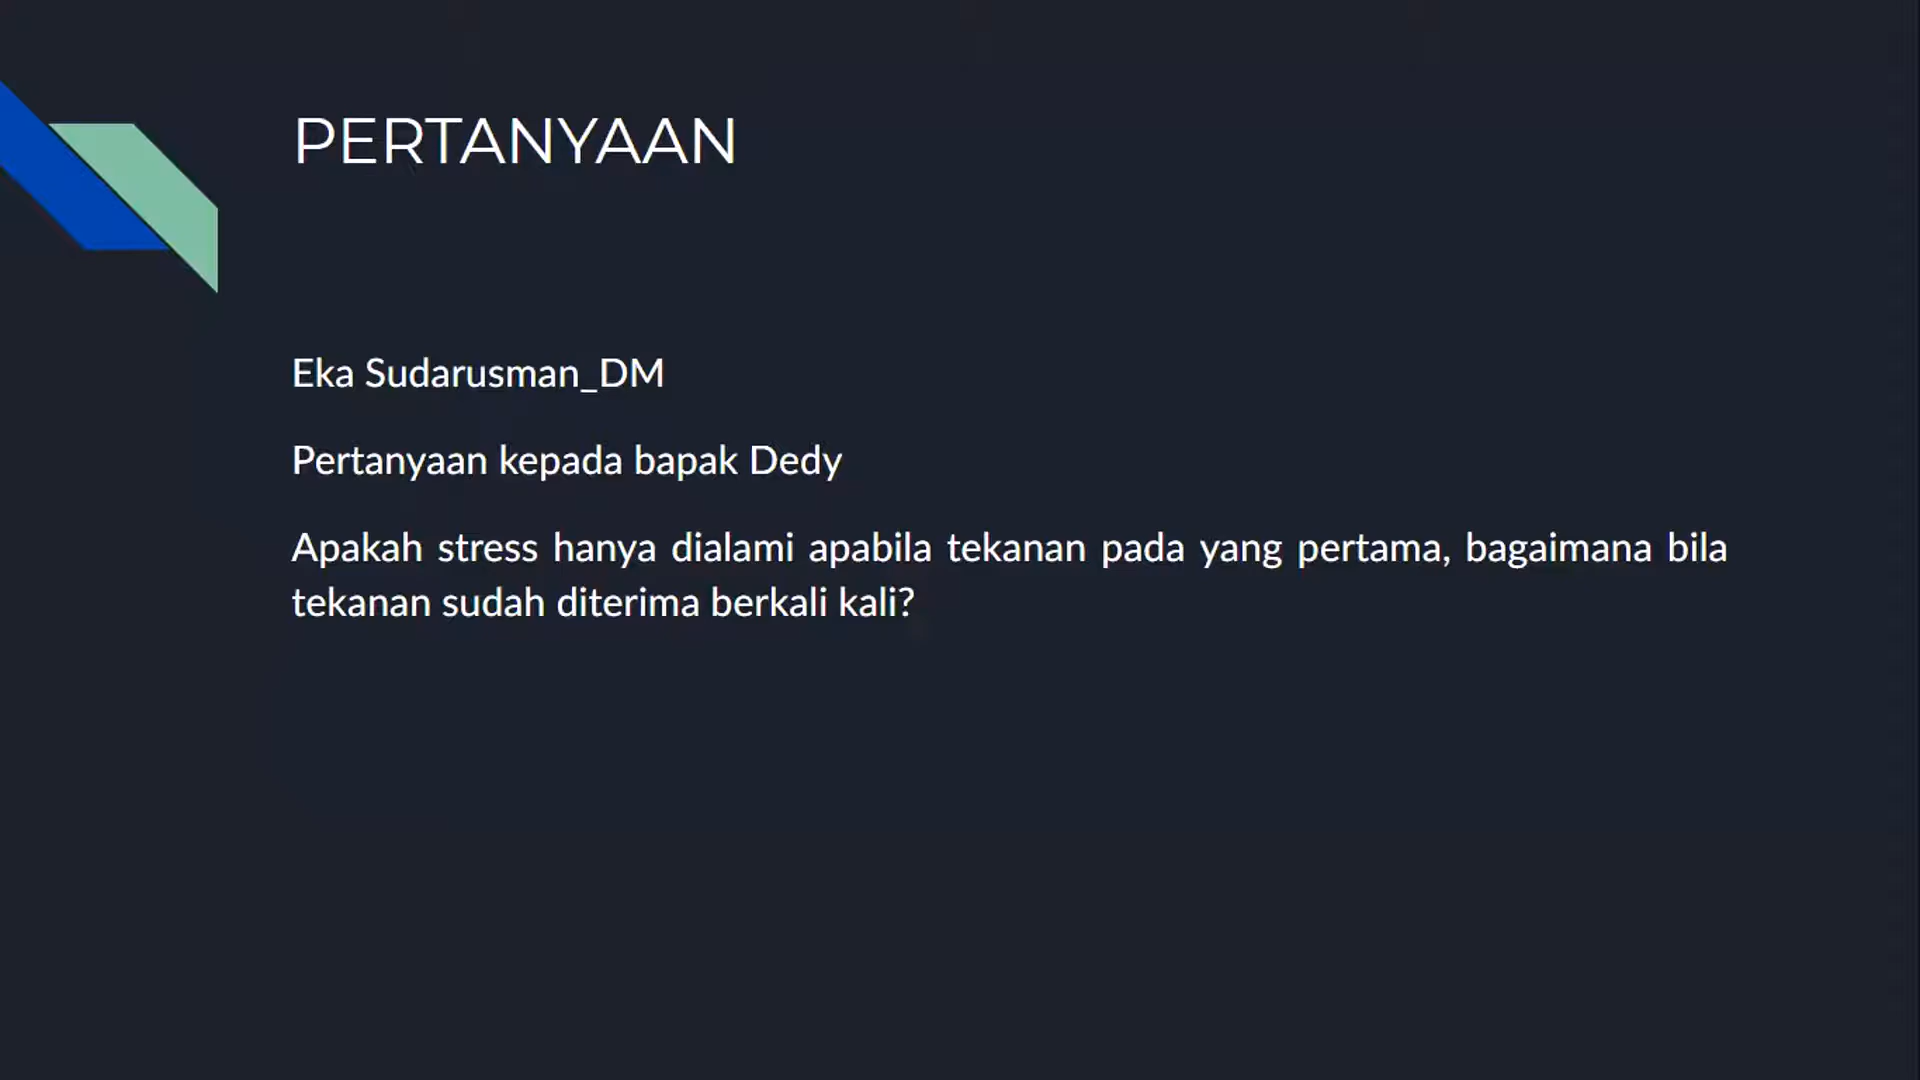 PERTANYAAN
Eka Sudarusman_DM
Pertanyaan kepada bapak Dedy
Apakah stress hanya dialami apabila tekanan pada yang pertama, bagaimana bila
tekanan sudah diterima berkali kali?